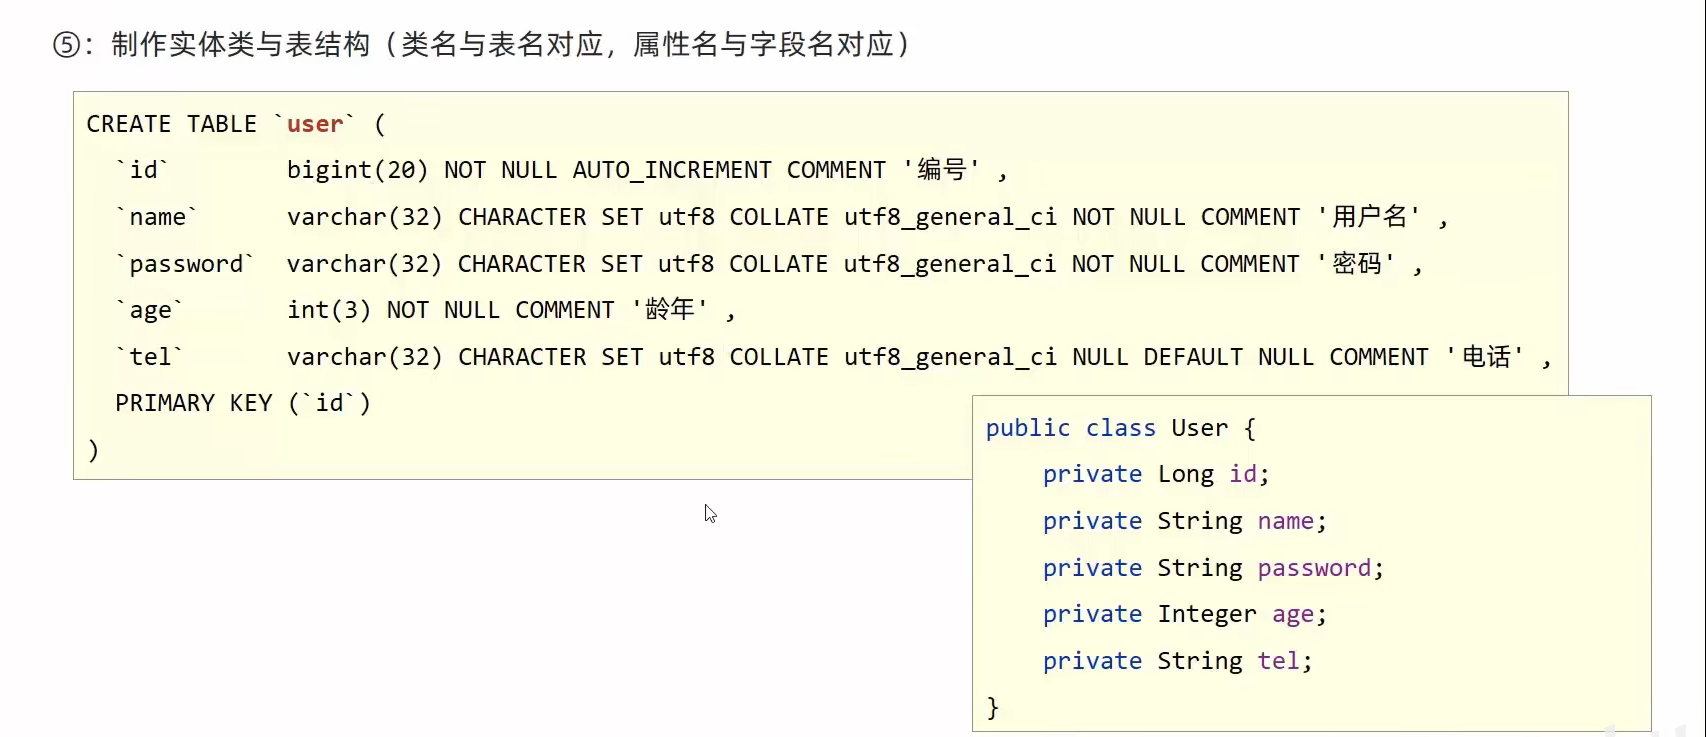 ⑤：制作实体类与表结构（类名与表名对应，属性名与字段名对应）
CREATE TABLE `user` (
`id` bigint(20) NOT NULL AUTO_INCREMENT COMMENT '编号' ,
`name` varchar(32) CHARACTER SET utf8 COLLATE utf8_general_ci NOT NULL COMMENT '用户名' ,
`password` varchar(32) CHARACTER SET utf8 COLLATE utf8_general_ci NOT NULL COMMENT '密码' ,
`age` int(3) NOT NULL COMMENT '龄年' ,
`tel` varchar(32) CHARACTER SET utf8 COLLATE utf8_general_ci NULL DEFAULT NULL COMMENT '电话' ,
PRIMARY KEY (`id`)
)
public class User {
private Long id;
private String name;
private String password;
private Integer age;
private String tel;
}